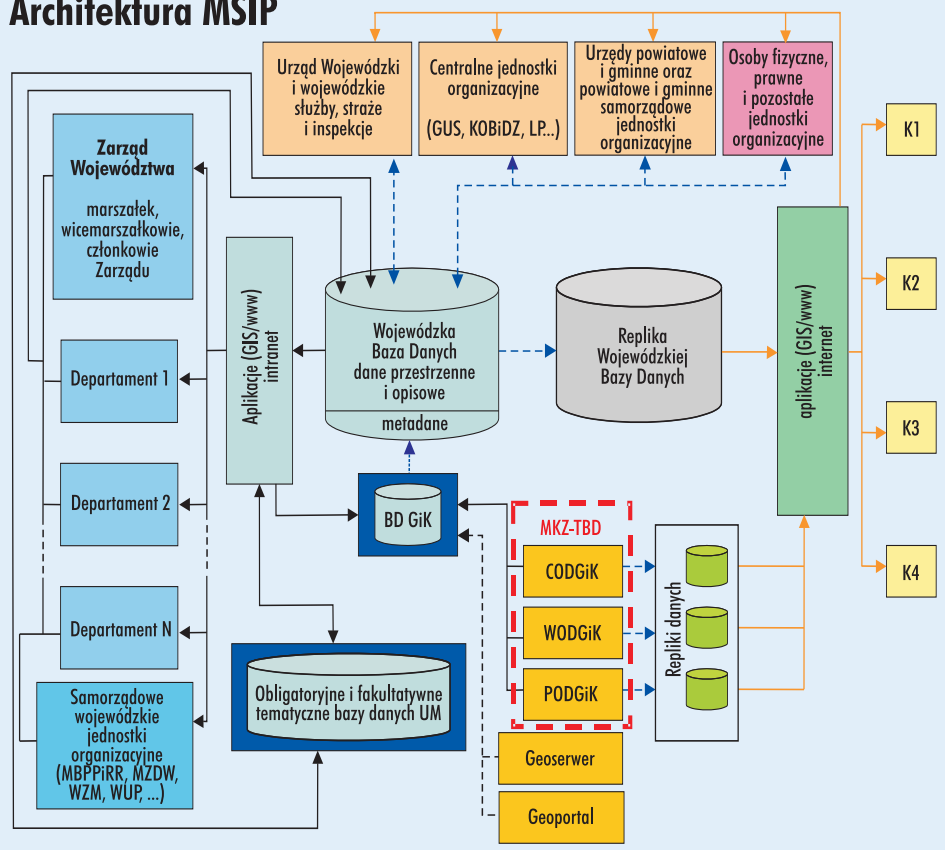 Architektura MSIP
Urząd Wojewódzki
i wojewódzkie
służby, straże
i inspekcje
Centralne jednostki
organizacyjne
(GUS, KOBiDZ, LP...)
Urzędy powiatowe
i gminne oraz
powiatowe i gminne
samorządowe
jednostki
organizacyjne
Osoby fizyczne,
prawne
i pozostałe
jednostki
organizacyjne
K1
K2
K3
K4
Zarząd
Województwa
marszałek,
wicemarszałkowie,
członkowie
Zarządu
Departament 1
Departament 2
Departament N
Samorządowe
wojewódzkie
jednostki
organizacyjne
(MBPPiRR, MZDW,
WZM, WUP, ...)
Aplikacje (GIS/www)
intranet
Wojewódzka
Baza Danych
dane przestrzenne
i opisowe
metadane
Replika
Wojewódzkiej
Bazy Danych
aplikacje (GIS/www)
internet
BD GiK
MKZ-TBD
CODGiK
WODGiK
PODGiK
Repliki danych
Obligatoryjne i fakultatywne
tematyczne bazy danych UM
Geoserwer
Geoportal